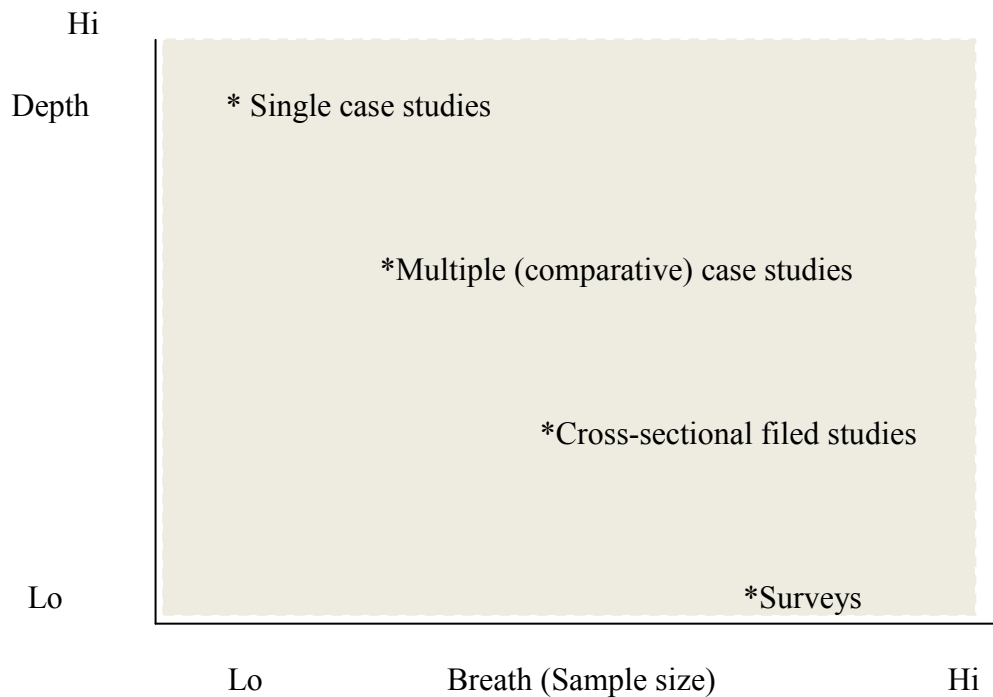 Hi
Depth
* Single case studies
*Multiple (comparative) case studies
*Cross-sectional filed studies
Lo
*Surveys
Lo
Breath (Sample size)
Hi